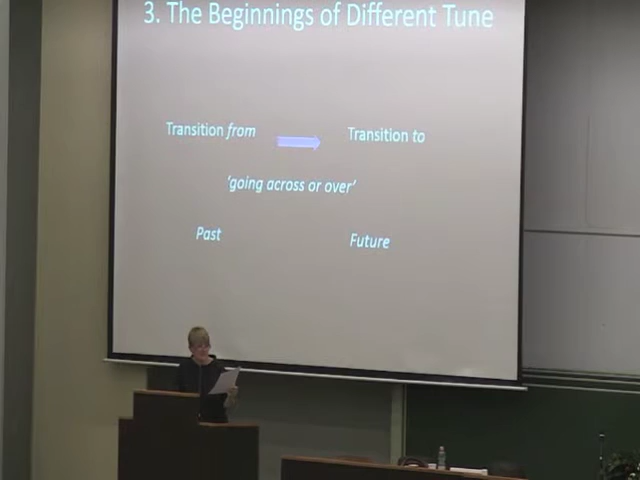 3. The Beginnings of Different Tune
Transition from
Transition to
'going across or over'
Past
Future